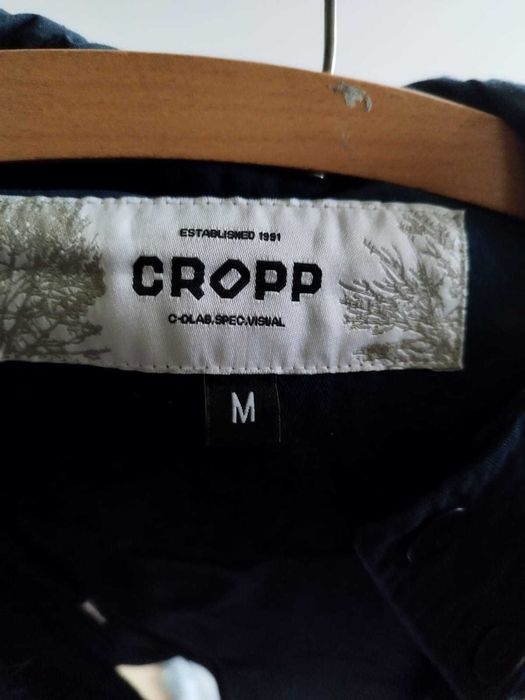 ESTABLISHED 1991
CROPP
C-DLAB.SPEC.VISUAL
M